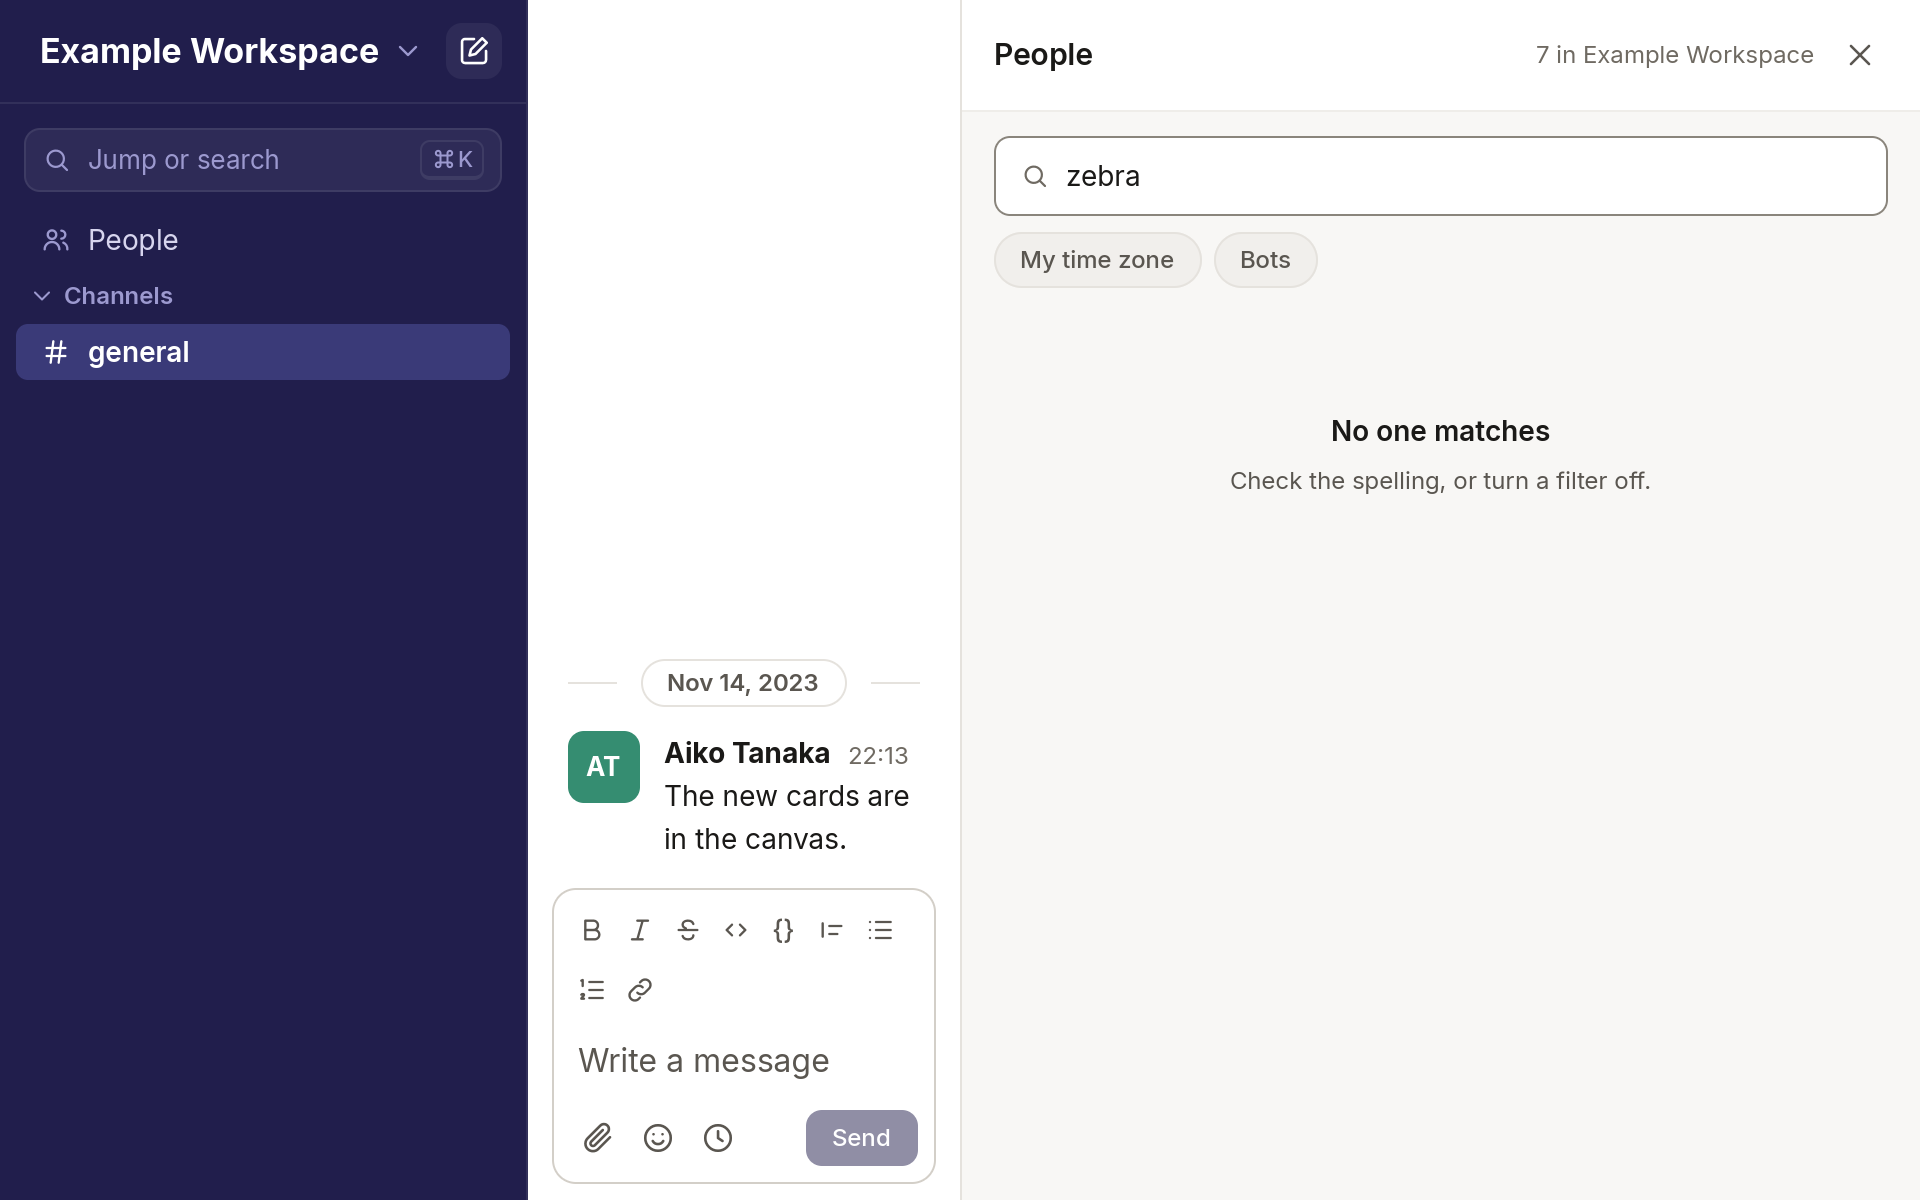 Example Workspace
Jump or search
⌘K
People
Channels
general
Nov 14, 2023
AT
Aiko Tanaka 22:13
The new cards are
in the canvas.
Write a message
Send
People
7 in Example Workspace
zebra
My time zone
Bots
No one matches
Check the spelling, or turn a filter off.